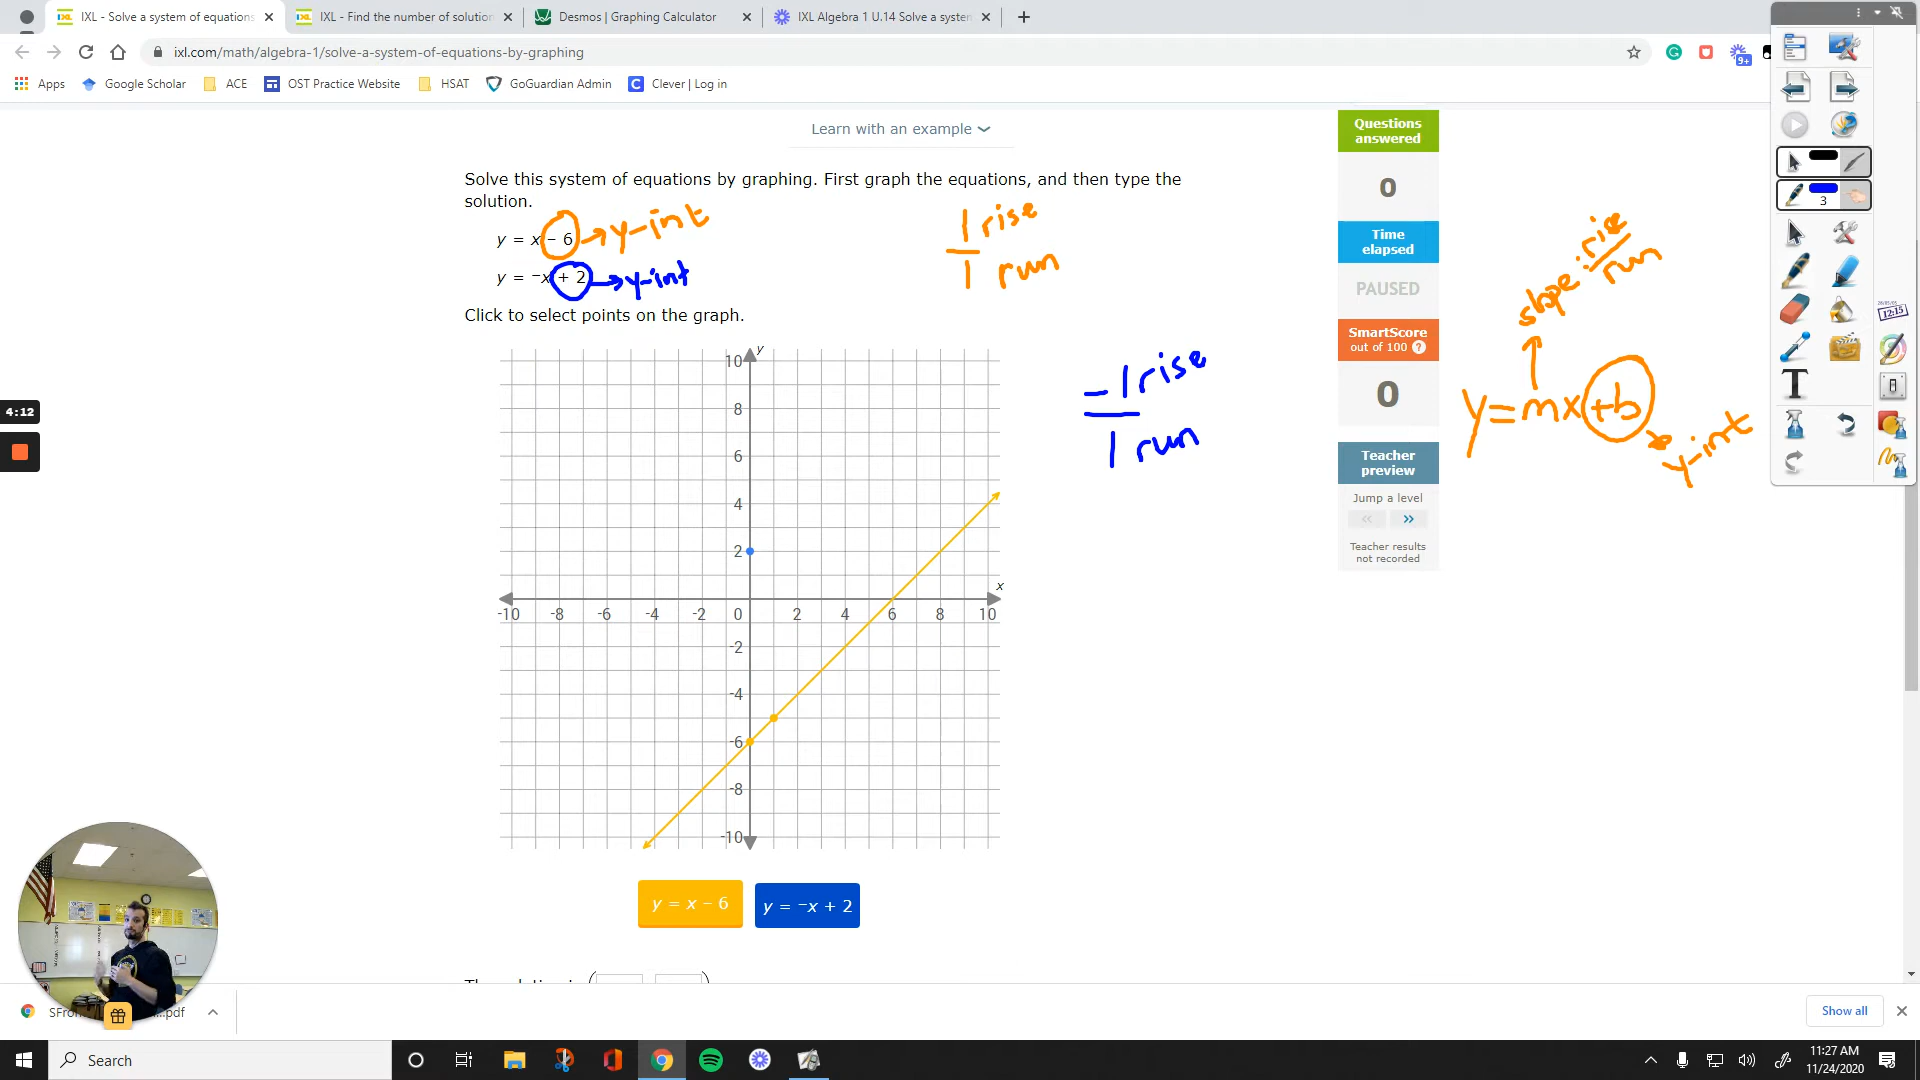 IXL - Solve a system of equations
IXL - Find the number of solution
Desmos | Graphing Calculator
IXL Algebra 1 U.14 Solve a system
ixl.com/math/algebra-1/solve-a-system-of-equations-by-graphing
9+
Apps
Google Scholar
ACE
OST Practice Website
HSAT
GoGuardian Admin
Clever | Log in
Learn with an example
Solve this system of equations by graphing. First graph the equations, and then type the
solution.
y = x − 6 → y-int
y = −x + 2 → y-int
1 rise
1 run
Click to select points on the graph.
-1 rise
1 run
y
10
8
6
4
2
x
-10 -8 -6 -4 -2 0 2 4 6 8 10
-2
-4
-6
-8
-10
y = x − 6
y = −x + 2
Questions
answered
0
Time
elapsed
PAUSED
SmartScore
out of 100 ?
0
Teacher
preview
Jump a level
<< >>
Teacher results
not recorded
slope: rise/run
y=mx+b
y-int
3
12:15
T
4:12
Show all
Search
11:27 AM
11/24/2020